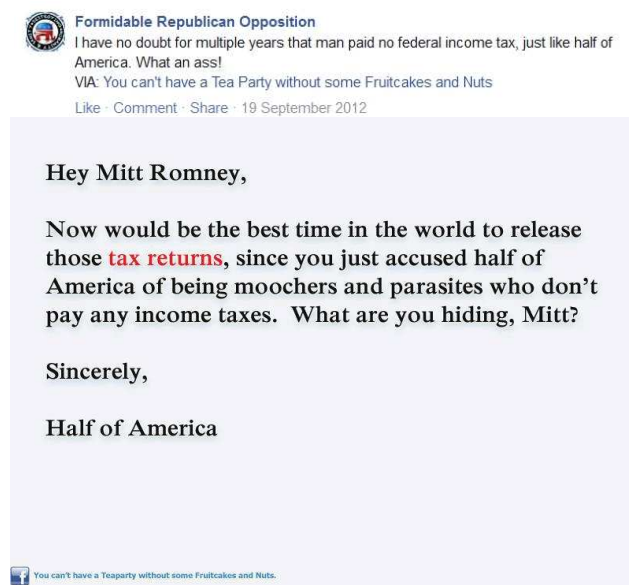 Formidable Republican Opposition
I have no doubt for multiple years that man paid no federal income tax, just like half of
America. What an ass!
VIA: You can't have a Tea Party without some Fruitcakes and Nuts
Like · Comment · Share · 19 September 2012
Hey Mitt Romney,
Now would be the best time in the world to release
those tax returns, since you just accused half of
America of being moochers and parasites who don't
pay any income taxes.  What are you hiding, Mitt?
Sincerely,
Half of America
You can't have a Teaparty without some Fruitcakes and Nuts.